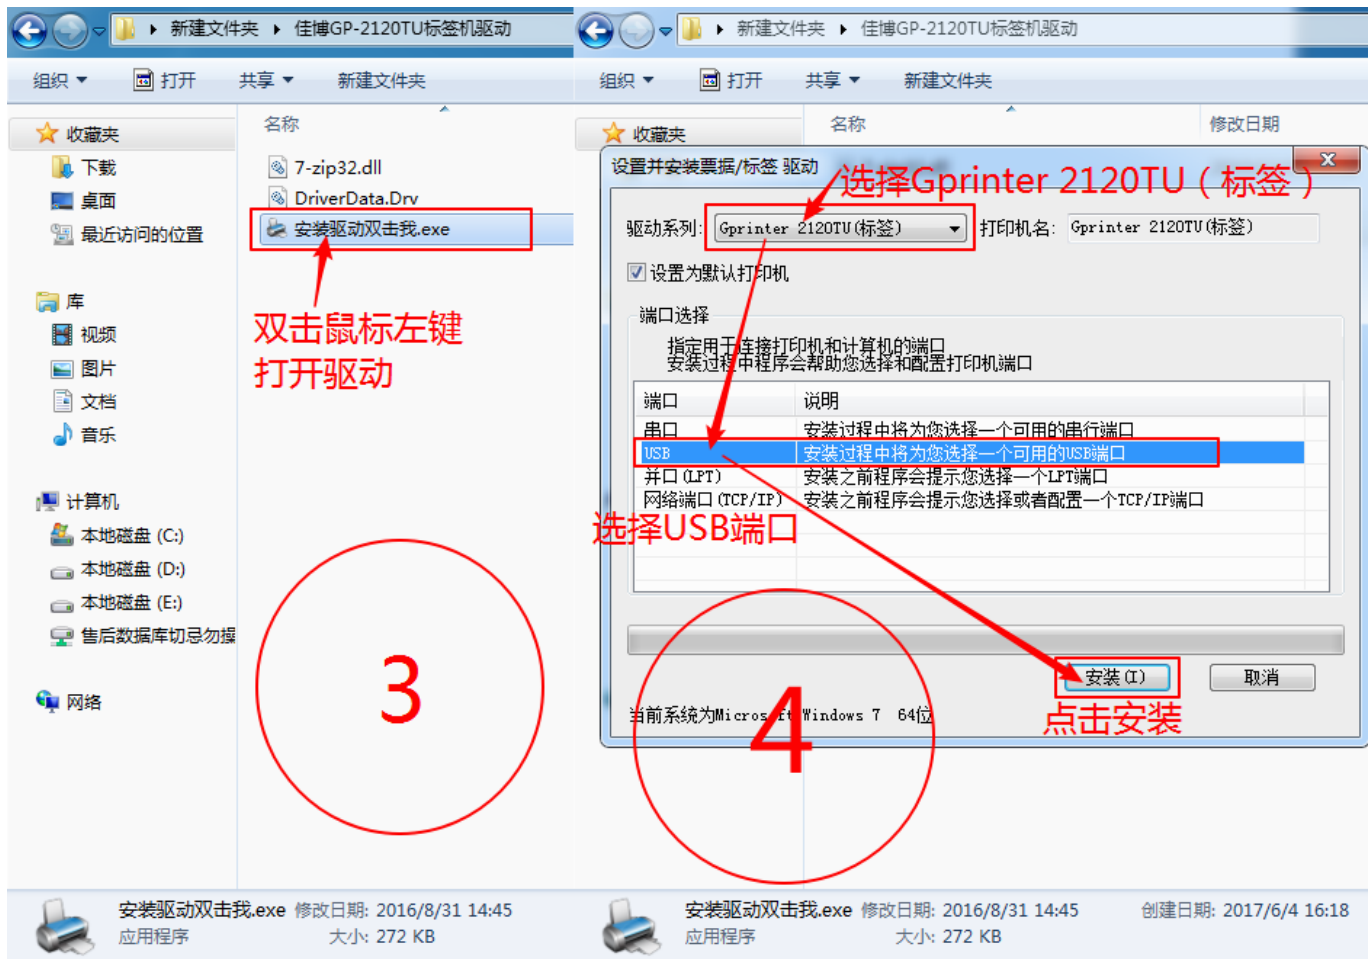 新建文件夹 佳博GP-2120TU标签机驱动
组织 打开 共享 新建文件夹
名称
收藏夹
下载
桌面
最近访问的位置
库
视频
图片
文档
音乐
计算机
本地磁盘 (C:)
本地磁盘 (D:)
本地磁盘 (E:)
售后数据库切忌勿操
网络
7-zip32.dll
DriverData.Drv
安装驱动双击我.exe
双击鼠标左键
打开驱动
3
安装驱动双击我.exe 修改日期: 2016/8/31 14:45
应用程序 大小: 272 KB
新建文件夹 佳博GP-2120TU标签机驱动
组织 打开 共享 新建文件夹
名称 修改日期
收藏夹
设置并安装票据/标签 驱动
x
选择Gprinter 2120TU（标签）
驱动系列: Gprinter 2120TU(标签) 打印机名: Gprinter 2120TU(标签)
设置为默认打印机
端口选择
指定用于连接打印机和计算机的端口
安装过程中程序会帮助您选择和配置打印机端口
端口 说明
串口 安装过程中将为您选择一个可用的串行端口
USB 安装过程中将为您选择一个可用的USB端口
并口(LPT) 安装之前程序会提示您选择一个LPT端口
网络端口(TCP/IP) 安装之前程序会提示您选择或者配置一个TCP/IP端口
选择USB端口
安装(I) 取消
点击安装
当前系统为Microsoft Windows 7 64位
4
安装驱动双击我.exe 修改日期: 2016/8/31 14:45 创建日期: 2017/6/4 16:18
应用程序 大小: 272 KB